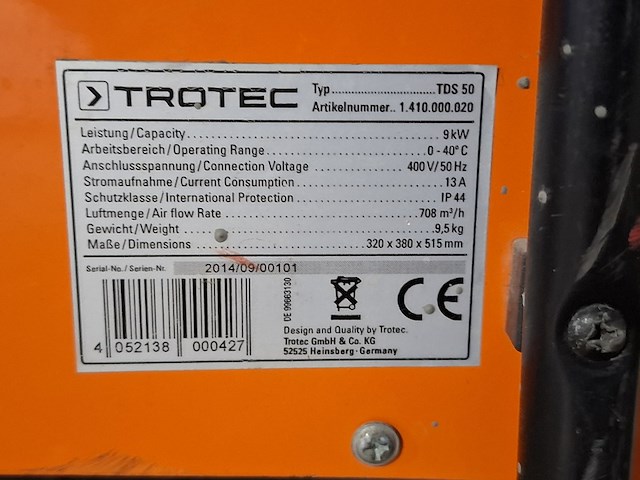 TROTEC
Typ..............................TDS 50
Artikelnummer.. 1.410.000.020
Leistung/Capacity..............................9 kW
Arbeitsbereich/Operating Range..............................0 - 40° C
Anschlussspannung/Connection Voltage....................400 V/50 Hz
Stromaufnahme/Current Consumption..............................13 A
Schutzklasse/International Protection..............................IP 44
Luftmenge/Air flow Rate..............................708 m³/h
Gewicht/Weight..............................9,5 kg
Maße/Dimensions..............................320 x 380 x 515 mm
Serial-No./Serien-Nr. 2014/09/00101
DE 99663130
CE
4 052138 000427
Design and Quality by Trotec.
Trotec GmbH & Co. KG
52525 Heinsberg · Germany